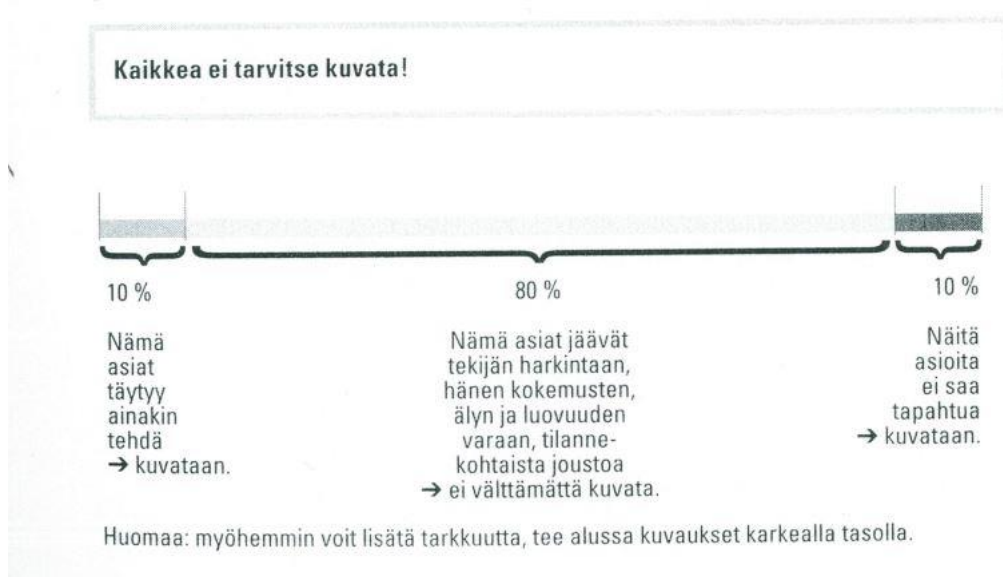 Kaikkea ei tarvitse kuvata!
10 %
80 %
10 %
Nämä
asiat
täytyy
ainakin
tehdä
→ kuvataan.
Nämä asiat jäävät
tekijän harkintaan,
hänen kokemusten,
älyn ja luovuuden
varaan, tilanne-
kohtaista joustoa
→ ei välttämättä kuvata.
Näitä
asioita
ei saa
tapahtua
→ kuvataan.
Huomaa: myöhemmin voit lisätä tarkkuutta, tee alussa kuvaukset karkealla tasolla.